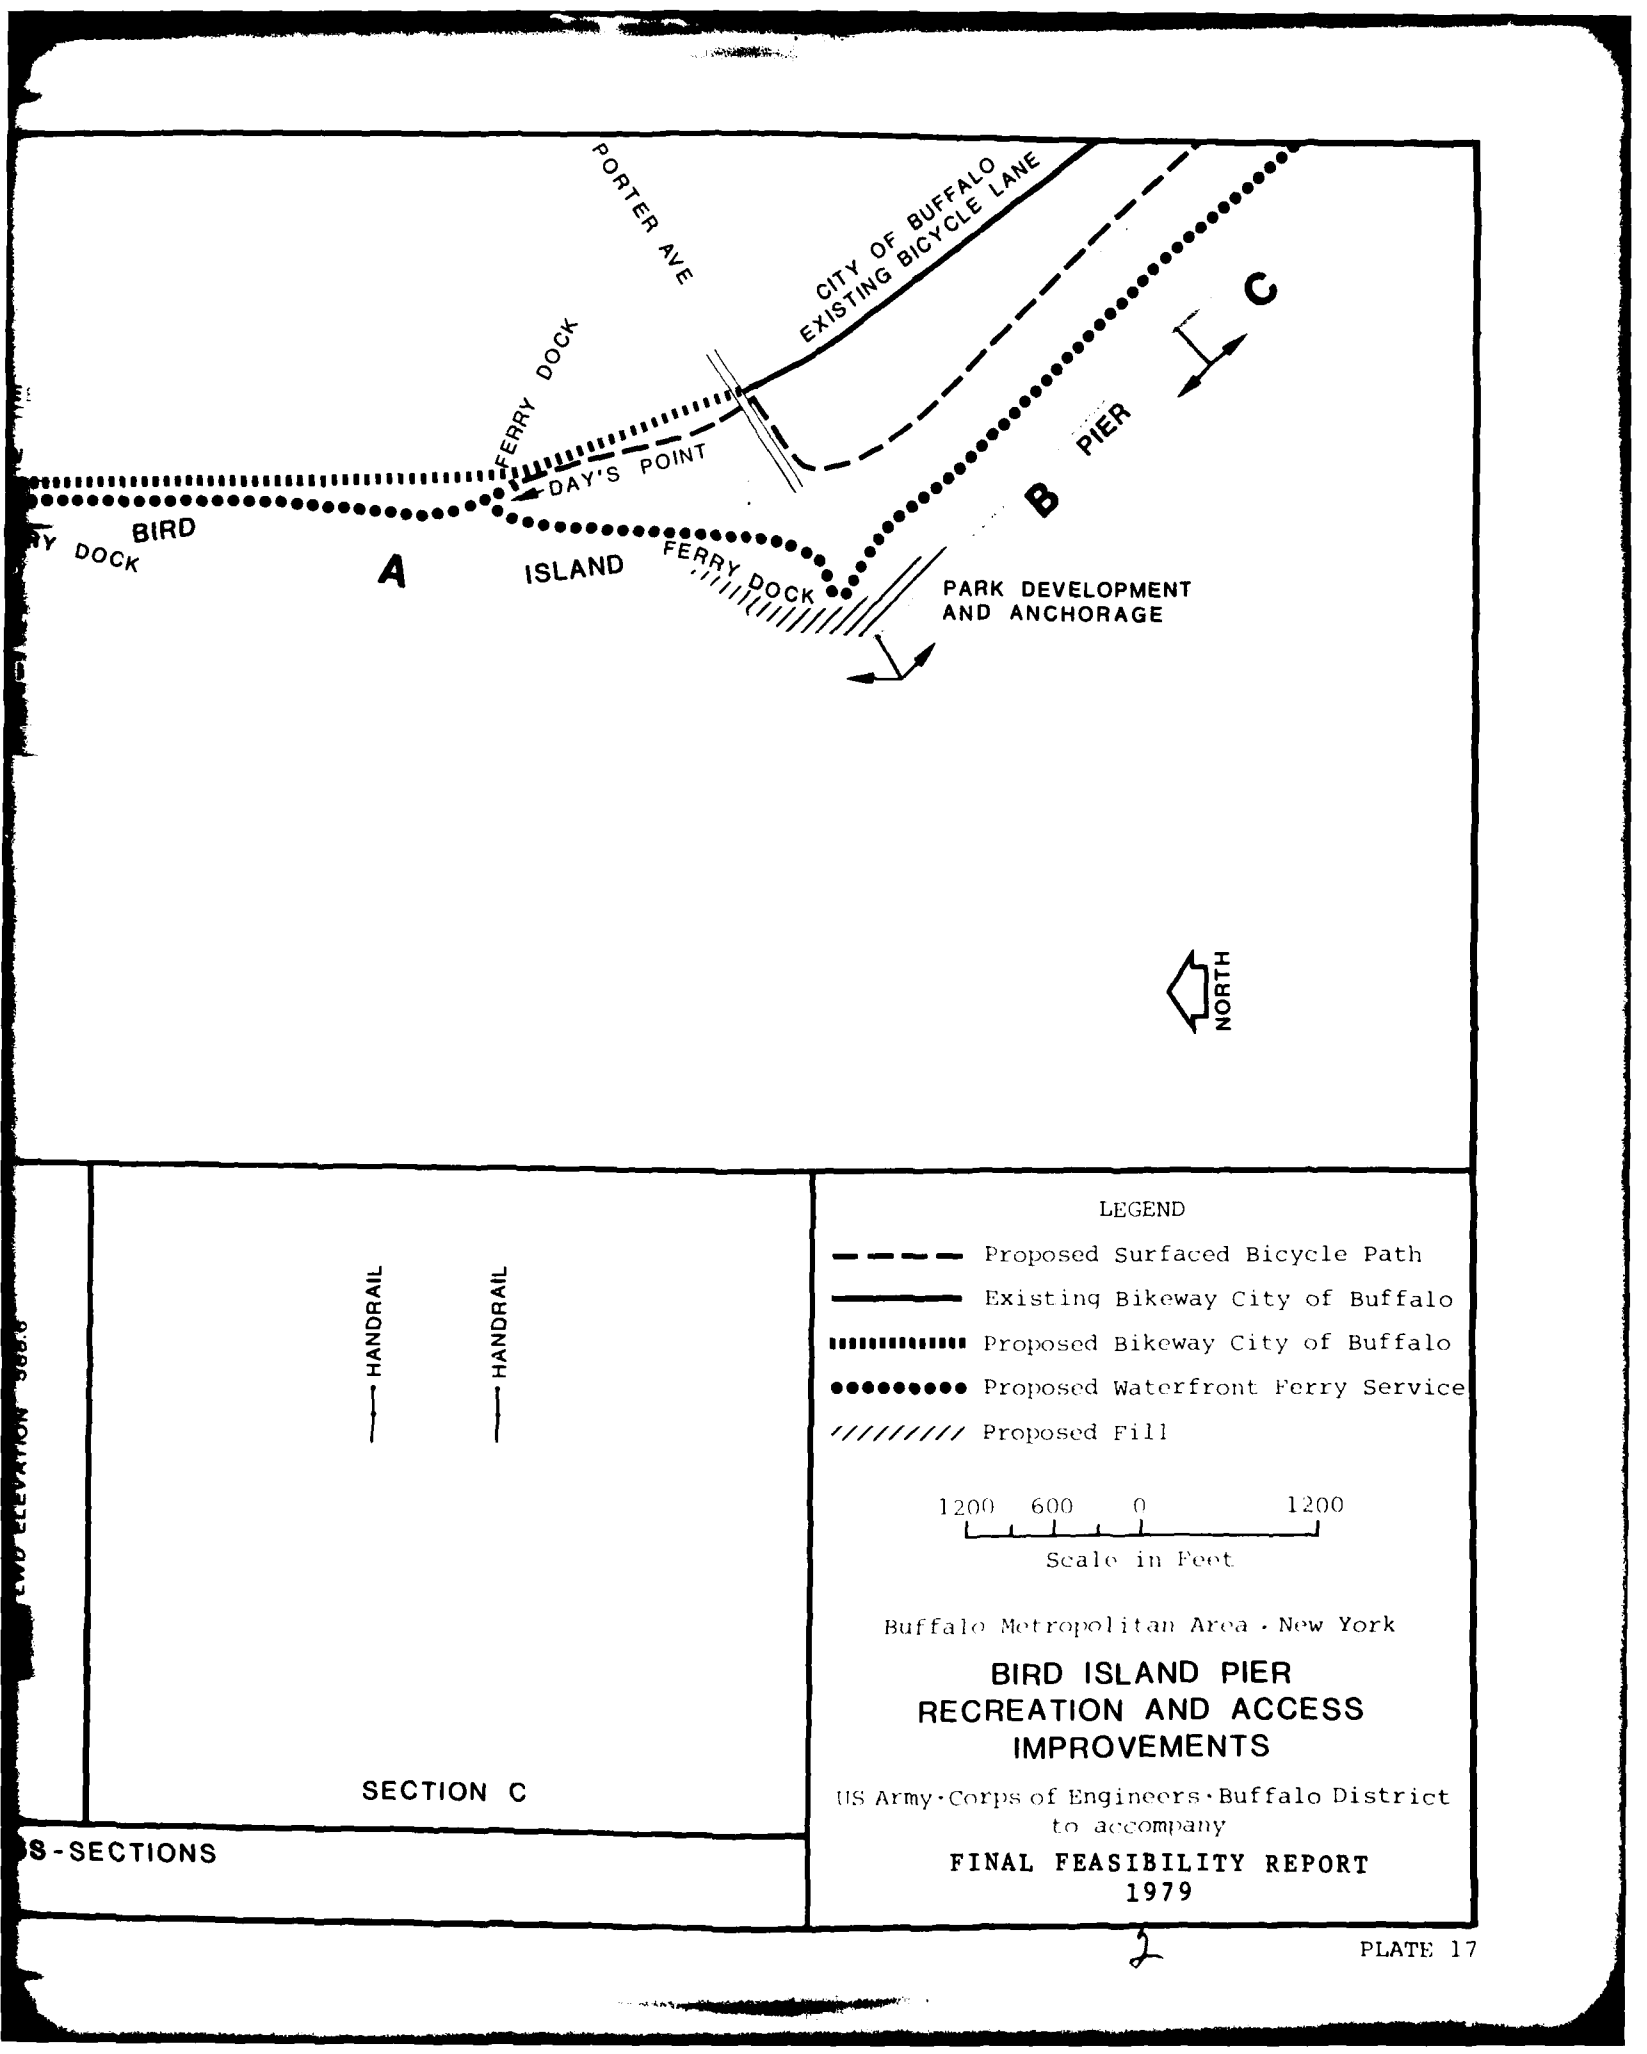 PORTER AVE
CITY OF BUFFALO
EXISTING BICYCLE LANE
FERRY DOCK
C
PIER
DAY'S POINT
B
BIRD
DOCK
A
ISLAND
FERRY DOCK
PARK DEVELOPMENT
AND ANCHORAGE
NORTH
LWD ELEVATION
HANDRAIL
HANDRAIL
SECTION C
-SECTIONS
LEGEND
Proposed Surfaced Bicycle Path
Existing Bikeway City of Buffalo
Proposed Bikeway City of Buffalo
Proposed Waterfront Ferry Service
Proposed Fill
1200 600 0 1200
Scale in Feet
Buffalo Metropolitan Area · New York
BIRD ISLAND PIER
RECREATION AND ACCESS
IMPROVEMENTS
US Army·Corps of Engineers·Buffalo District
to accompany
FINAL FEASIBILITY REPORT
1979
2
PLATE 17